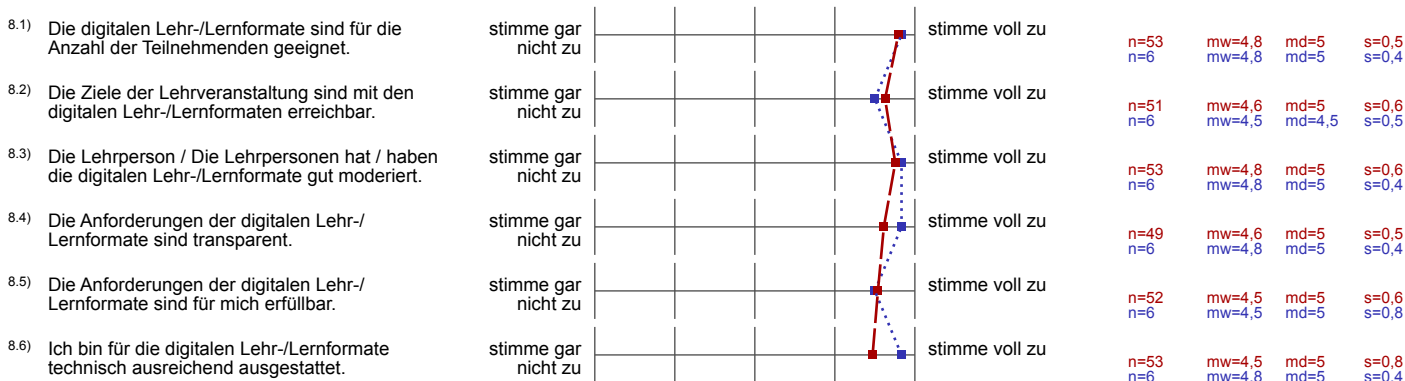 8.1) Die digitalen Lehr-/Lernformate sind für die
Anzahl der Teilnehmenden geeignet.
stimme gar
nicht zu
stimme voll zu
n=53 mw=4,8 md=5 s=0,5
n=6 mw=4,8 md=5 s=0,4
8.2) Die Ziele der Lehrveranstaltung sind mit den
digitalen Lehr-/Lernformaten erreichbar.
stimme gar
nicht zu
stimme voll zu
n=51 mw=4,6 md=5 s=0,6
n=6 mw=4,5 md=4,5 s=0,5
8.3) Die Lehrperson / Die Lehrpersonen hat / haben
die digitalen Lehr-/Lernformate gut moderiert.
stimme gar
nicht zu
stimme voll zu
n=53 mw=4,8 md=5 s=0,6
n=6 mw=4,8 md=5 s=0,4
8.4) Die Anforderungen der digitalen Lehr-/
Lernformate sind transparent.
stimme gar
nicht zu
stimme voll zu
n=49 mw=4,6 md=5 s=0,5
n=6 mw=4,8 md=5 s=0,4
8.5) Die Anforderungen der digitalen Lehr-/
Lernformate sind für mich erfüllbar.
stimme gar
nicht zu
stimme voll zu
n=52 mw=4,5 md=5 s=0,6
n=6 mw=4,5 md=5 s=0,8
8.6) Ich bin für die digitalen Lehr-/Lernformate
technisch ausreichend ausgestattet.
stimme gar
nicht zu
stimme voll zu
n=53 mw=4,5 md=5 s=0,8
n=6 mw=4,8 md=5 s=0,4